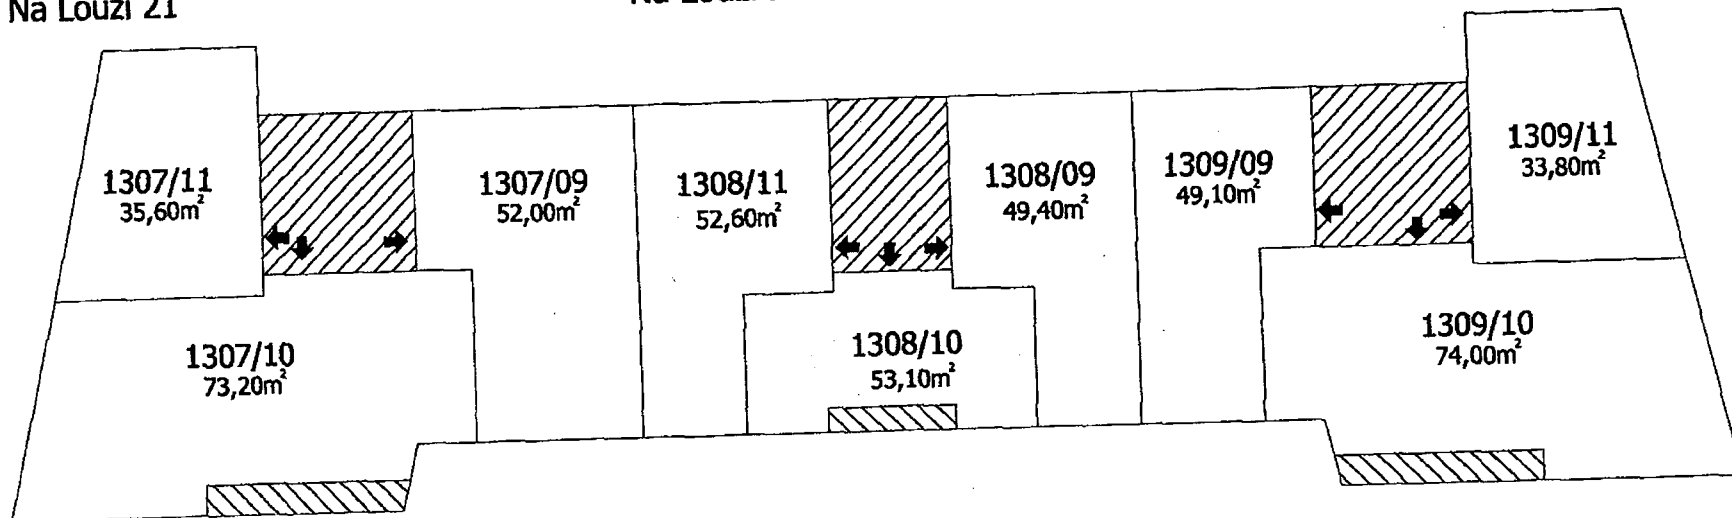 Na Louži 21
1307/11
35,60m²
1307/09
52,00m²
1308/11
52,60m²
1308/09
49,40m²
1309/09
49,10m²
1309/11
33,80m²
1307/10
73,20m²
1308/10
53,10m²
1309/10
74,00m²